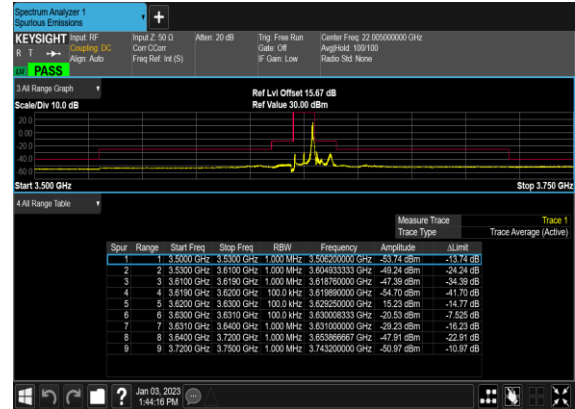 Spectrum Analyzer 1
Spurious Emissions
KEYSIGHT Input: RF Input Z: 50 Ω Atten: 20 dB Trig: Free Run Center Freq: 22.005000000 GHz
R T Coupling: DC Corr CCorr Gate: Off Avg|Hold: 100/100
Align: Auto Freq Ref: Int (S) IF Gain: Low Radio Std: None
PASS
3 All Range Graph
Ref Lvl Offset 15.67 dB
Scale/Div 10.0 dB Ref Value 30.00 dBm
20.0
0.00
-20.0
-40.0
-60.0
Start 3.500 GHz Stop 3.750 GHz
4 All Range Table
Measure Trace Trace 1
Trace Type Trace Average (Active)
Spur Range Start Freq Stop Freq RBW Frequency Amplitude ΔLimit
1 1 3.5000 GHz 3.5300 GHz 1.000 MHz 3.506200000 GHz -53.74 dBm -13.74 dB
2 2 3.5300 GHz 3.6100 GHz 1.000 MHz 3.604933333 GHz -49.24 dBm -24.24 dB
3 3 3.6100 GHz 3.6190 GHz 1.000 MHz 3.618760000 GHz -47.39 dBm -34.39 dB
4 4 3.6190 GHz 3.6200 GHz 100.0 kHz 3.619890000 GHz -54.70 dBm -41.70 dB
5 5 3.6200 GHz 3.6300 GHz 100.0 kHz 3.629250000 GHz 15.23 dBm -14.77 dB
6 6 3.6300 GHz 3.6310 GHz 100.0 kHz 3.630008333 GHz -20.53 dBm -7.525 dB
7 7 3.6310 GHz 3.6400 GHz 1.000 MHz 3.631000000 GHz -29.23 dBm -16.23 dB
8 8 3.6400 GHz 3.7200 GHz 1.000 MHz 3.653866667 GHz -47.91 dBm -22.91 dB
9 9 3.7200 GHz 3.7500 GHz 1.000 MHz 3.743200000 GHz -50.97 dBm -10.97 dB
Jan 03, 2023
1:44:16 PM